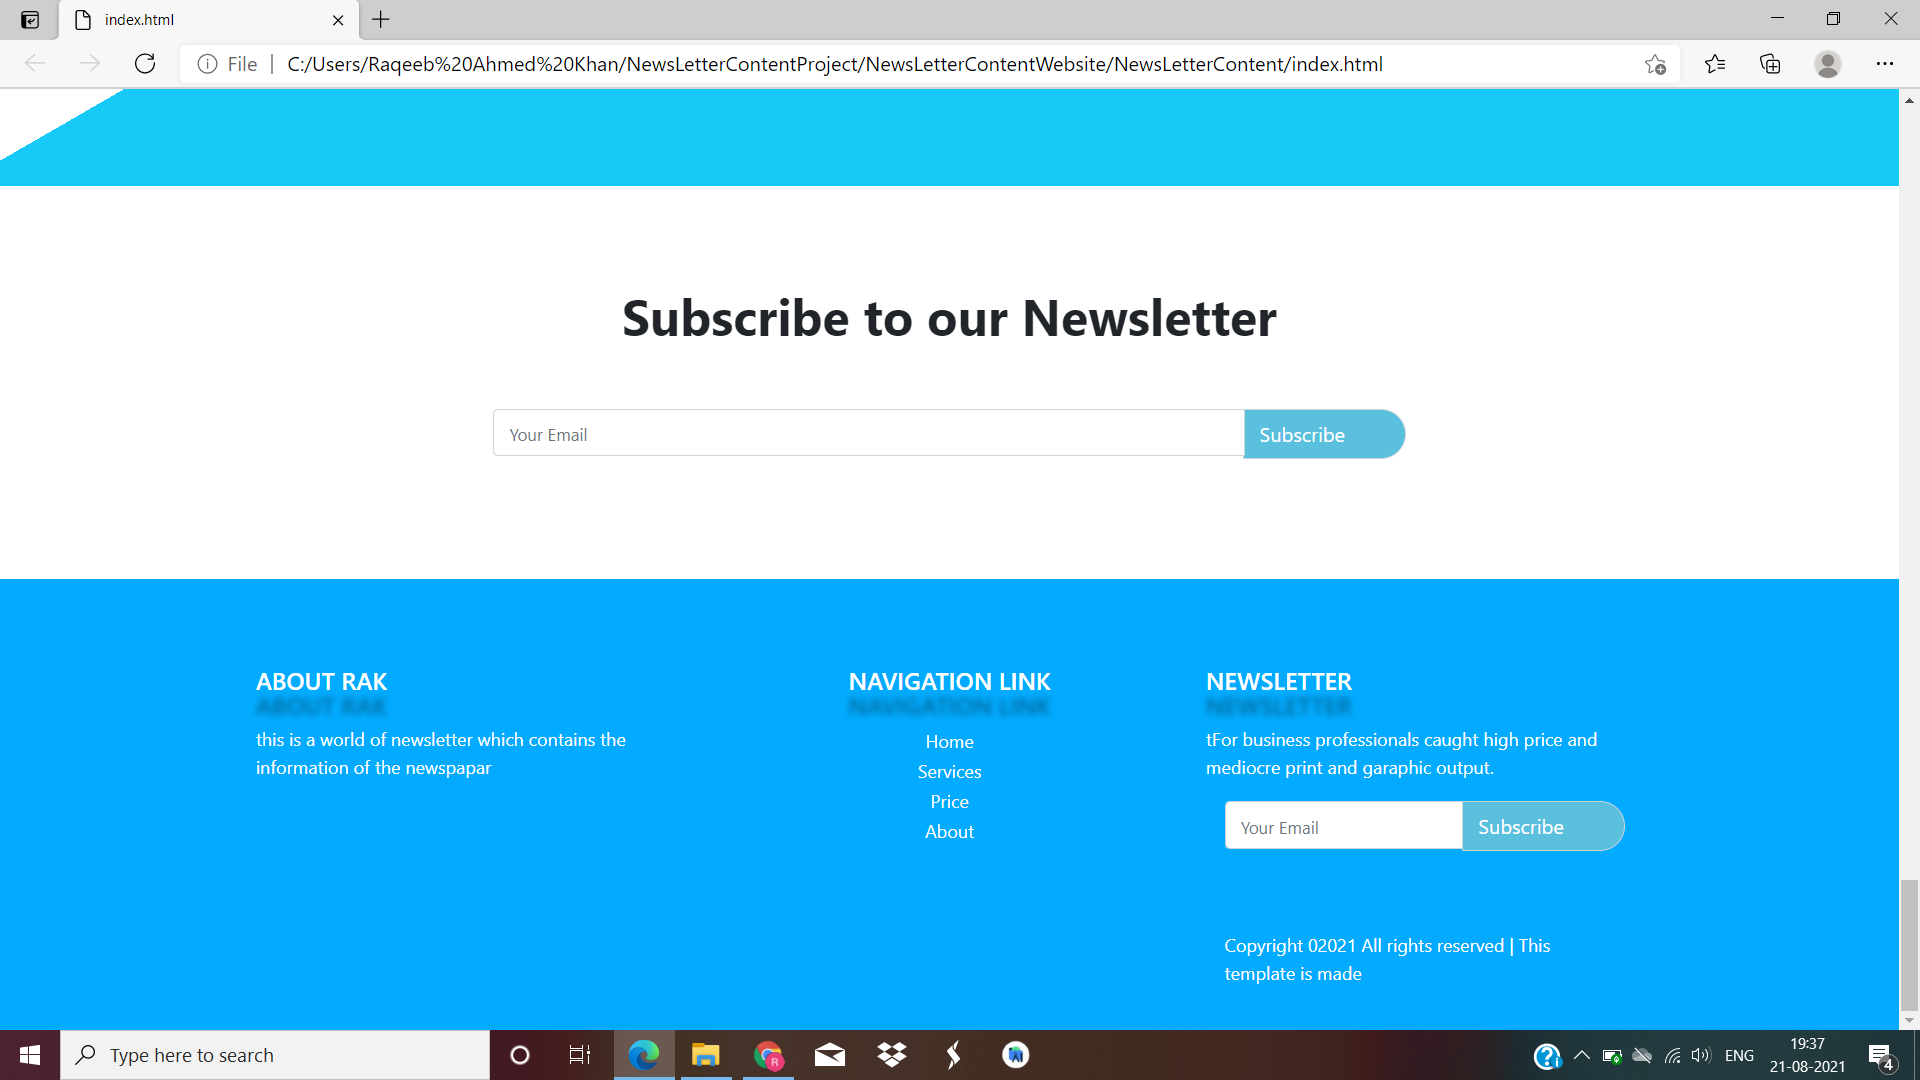 index.html
File | C:/Users/Raqeeb%20Ahmed%20Khan/NewsLetterContentProject/NewsLetterContentWebsite/NewsLetterContent/index.html
Subscribe to our Newsletter
Your Email Subscribe
ABOUT RAK
this is a world of newsletter which contains the
information of the newspapar
NAVIGATION LINK
Home
Services
Price
About
NEWSLETTER
tFor business professionals caught high price and
mediocre print and garaphic output.
Your Email Subscribe
Copyright 02021 All rights reserved | This
template is made
Type here to search
R
ENG
19:37
21-08-2021
4